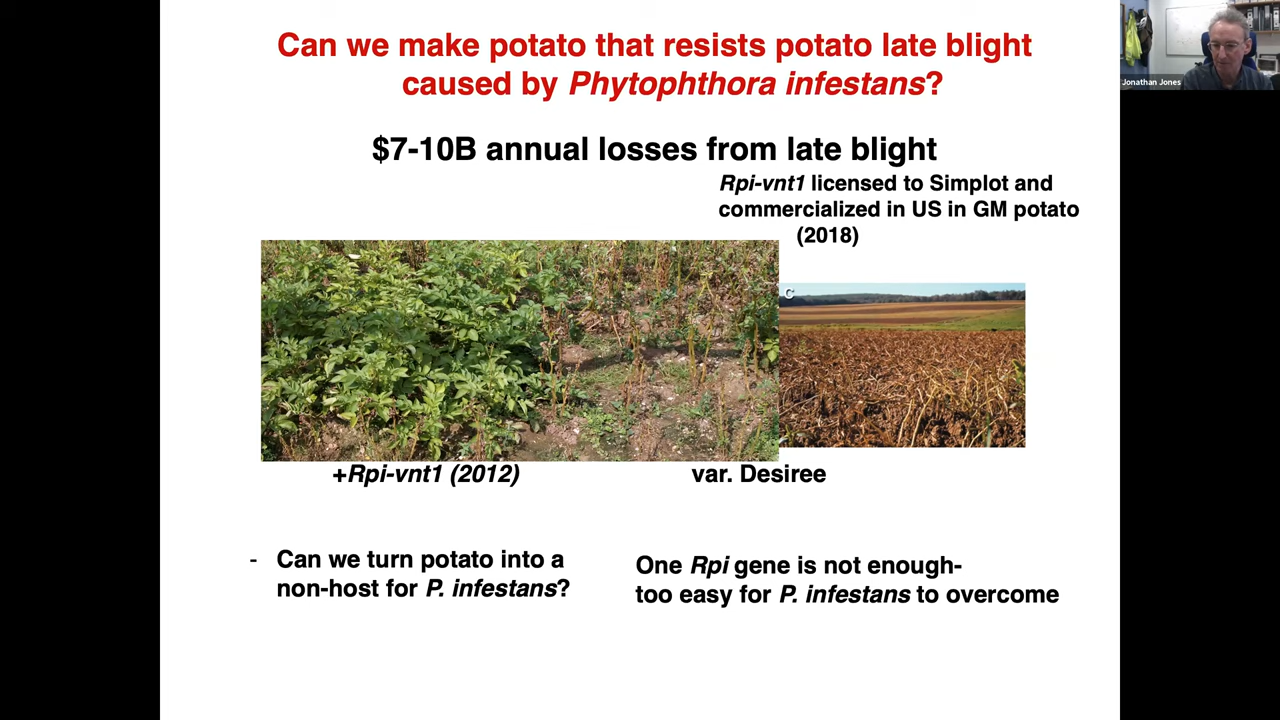 Can we make potato that resists potato late blight
caused by Phytophthora infestans?
Jonathan Jones
$7-10B annual losses from late blight
Rpi-vnt1 licensed to Simplot and
commercialized in US in GM potato
(2018)
C
+Rpi-vnt1 (2012)
var. Desiree
- Can we turn potato into a
non-host for P. infestans?
One Rpi gene is not enough-
too easy for P. infestans to overcome